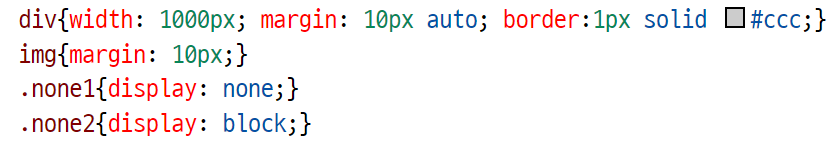 div{width: 1000px; margin: 10px auto; border:1px solid #ccc;}
img{margin: 10px;}
.none1{display: none;}
.none2{display: block;}